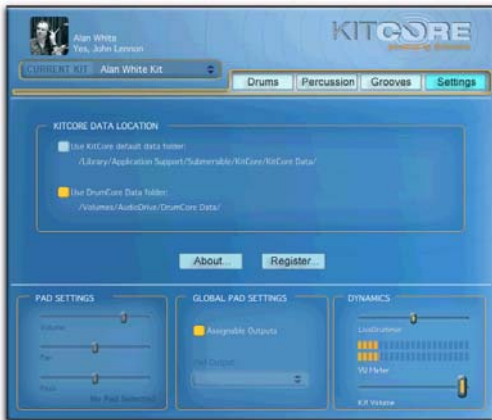 Alan White
Yes, John Lennon
KITCORE
CURRENT KIT Alan White Kit
Drums Percussion Grooves Settings
KITCORE DATA LOCATION
Use KitCore default data folder:
/Library/Application Support/Submersible/KitCore/KitCore Data/
Use DrumCore Data folder:
/Volumes/AudioDrive/DrumCore Data/
About... Register...
PAD SETTINGS
Volume
Pan
Pitch
No Pad Selected
GLOBAL PAD SETTINGS
Assignable Outputs
Pad Output:
DYNAMICS
LiveDrummer
VU Meter
Kit Volume